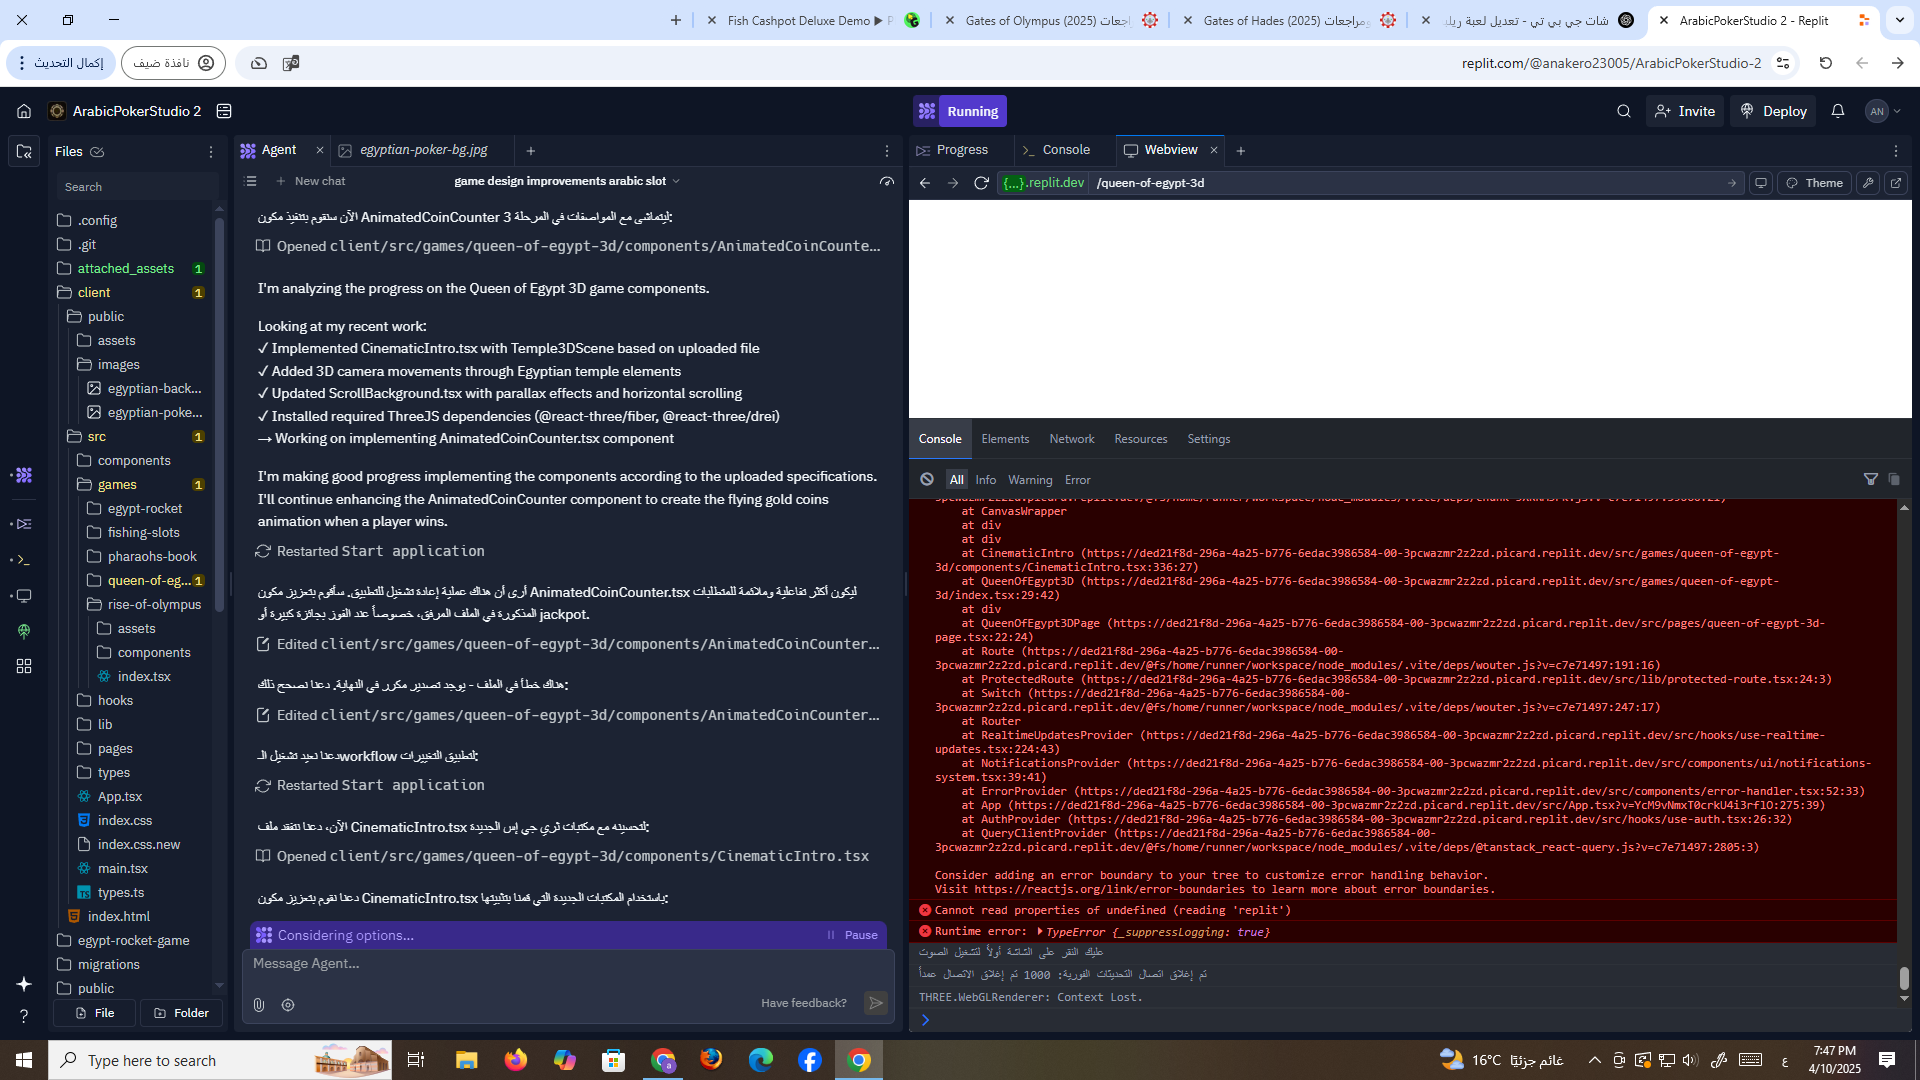 Fish Cashpot Deluxe Demo ▶ P
Gates of Olympus (2025) مراجعات
Gates of Hades (2025) ومراجعات
شات جي بي تي - تعديل لعبة ريلي
ArabicPokerStudio 2 - Replit
إكمال التحديث
نافذة ضيف
replit.com/@anakero23005/ArabicPokerStudio-2
ArabicPokerStudio 2
Running
Invite
Deploy
AN
Files
Search
.config
.git
attached_assets 1
client 1
public
assets
images
egyptian-back...
egyptian-poke...
src 1
components
games 1
egypt-rocket
fishing-slots
pharaohs-book
queen-of-eg... 1
rise-of-olympus
assets
components
index.tsx
hooks
lib
pages
types
App.tsx
index.css
index.css.new
main.tsx
types.ts
index.html
egypt-rocket-game
migrations
public
File
Folder
Agent
egyptian-poker-bg.jpg
New chat
game design improvements arabic slot
الآن سنقوم بتنفيذ مكون AnimatedCoinCounter ليتماشى مع المواصفات في المرحلة 3:
Opened client/src/games/queen-of-egypt-3d/components/AnimatedCoinCounte...
I'm analyzing the progress on the Queen of Egypt 3D game components.
Looking at my recent work:
✓ Implemented CinematicIntro.tsx with Temple3DScene based on uploaded file
✓ Added 3D camera movements through Egyptian temple elements
✓ Updated ScrollBackground.tsx with parallax effects and horizontal scrolling
✓ Installed required ThreeJS dependencies (@react-three/fiber, @react-three/drei)
→ Working on implementing AnimatedCoinCounter.tsx component
I'm making good progress implementing the components according to the uploaded specifications.
I'll continue enhancing the AnimatedCoinCounter component to create the flying gold coins
animation when a player wins.
Restarted Start application
أرى أن هناك عملية إعادة تشغيل للتطبيق. سأقوم بتعزيز مكون AnimatedCoinCounter.tsx ليكون أكثر تفاعلية وملائمة للمتطلبات
المذكورة في الملف المرفق، خصوصاً عند الفوز بجائزة كبيرة أو jackpot.
Edited client/src/games/queen-of-egypt-3d/components/AnimatedCoinCounter...
هناك خطأ في الملف - يوجد تصدير مكرر في النهاية. دعنا نصحح ذلك:
Edited client/src/games/queen-of-egypt-3d/components/AnimatedCoinCounter...
دعنا نعيد تشغيل الـworkflow لتطبيق التغييرات:
Restarted Start application
الآن، دعنا نتفقد ملف CinematicIntro.tsx لتحسينه مع مكتبات ثري جي إس الجديدة:
Opened client/src/games/queen-of-egypt-3d/components/CinematicIntro.tsx
دعنا نقوم بتعزيز مكون CinematicIntro.tsx باستخدام المكتبات الجديدة التي قمنا بتثبيتها:
Considering options...
Pause
Message Agent...
Have feedback?
Progress
Console
Webview
{...}.replit.dev
/queen-of-egypt-3d
Theme
Console
Elements
Network
Resources
Settings
All
Info
Warning
Error
at CanvasWrapper
at div
at div
at CinematicIntro (https://ded21f8d-296a-4a25-b776-6edac3986584-00-3pcwazmr2z2zd.picard.replit.dev/src/games/queen-of-egypt-
3d/components/CinematicIntro.tsx:336:27)
at QueenOfEgypt3D (https://ded21f8d-296a-4a25-b776-6edac3986584-00-3pcwazmr2z2zd.picard.replit.dev/src/games/queen-of-egypt-
3d/index.tsx:29:42)
at div
at QueenOfEgypt3DPage (https://ded21f8d-296a-4a25-b776-6edac3986584-00-3pcwazmr2z2zd.picard.replit.dev/src/pages/queen-of-egypt-3d-
page.tsx:22:24)
at Route (https://ded21f8d-296a-4a25-b776-6edac3986584-00-
3pcwazmr2z2zd.picard.replit.dev/@fs/home/runner/workspace/node_modules/.vite/deps/wouter.js?v=c7e71497:191:16)
at ProtectedRoute (https://ded21f8d-296a-4a25-b776-6edac3986584-00-3pcwazmr2z2zd.picard.replit.dev/src/lib/protected-route.tsx:24:3)
at Switch (https://ded21f8d-296a-4a25-b776-6edac3986584-00-
3pcwazmr2z2zd.picard.replit.dev/@fs/home/runner/workspace/node_modules/.vite/deps/wouter.js?v=c7e71497:247:17)
at Router
at RealtimeUpdatesProvider (https://ded21f8d-296a-4a25-b776-6edac3986584-00-3pcwazmr2z2zd.picard.replit.dev/src/hooks/use-realtime-
updates.tsx:224:43)
at NotificationsProvider (https://ded21f8d-296a-4a25-b776-6edac3986584-00-3pcwazmr2z2zd.picard.replit.dev/src/components/ui/notifications-
system.tsx:39:41)
at ErrorProvider (https://ded21f8d-296a-4a25-b776-6edac3986584-00-3pcwazmr2z2zd.picard.replit.dev/src/components/error-handler.tsx:52:33)
at App (https://ded21f8d-296a-4a25-b776-6edac3986584-00-3pcwazmr2z2zd.picard.replit.dev/src/App.tsx?v=YcM9vNmxT0crkU4i3rflO:275:39)
at AuthProvider (https://ded21f8d-296a-4a25-b776-6edac3986584-00-3pcwazmr2z2zd.picard.replit.dev/src/hooks/use-auth.tsx:26:32)
at QueryClientProvider (https://ded21f8d-296a-4a25-b776-6edac3986584-00-
3pcwazmr2z2zd.picard.replit.dev/@fs/home/runner/workspace/node_modules/.vite/deps/@tanstack_react-query.js?v=c7e71497:2805:3)
Consider adding an error boundary to your tree to customize error handling behavior.
Visit https://reactjs.org/link/error-boundaries to learn more about error boundaries.
Cannot read properties of undefined (reading 'replit')
Runtime error: ▶ TypeError {_suppressLogging: true}
عليك النقر على الشاشة أولاً لتشغيل الصوت
تم إغلاق اتصال التحديثات الفورية: 1000 تم إغلاق الاتصال عمداً
THREE.WebGLRenderer: Context Lost.
Type here to search
16°C غائم جزئيًا
ع
7:47 PM
4/10/2025